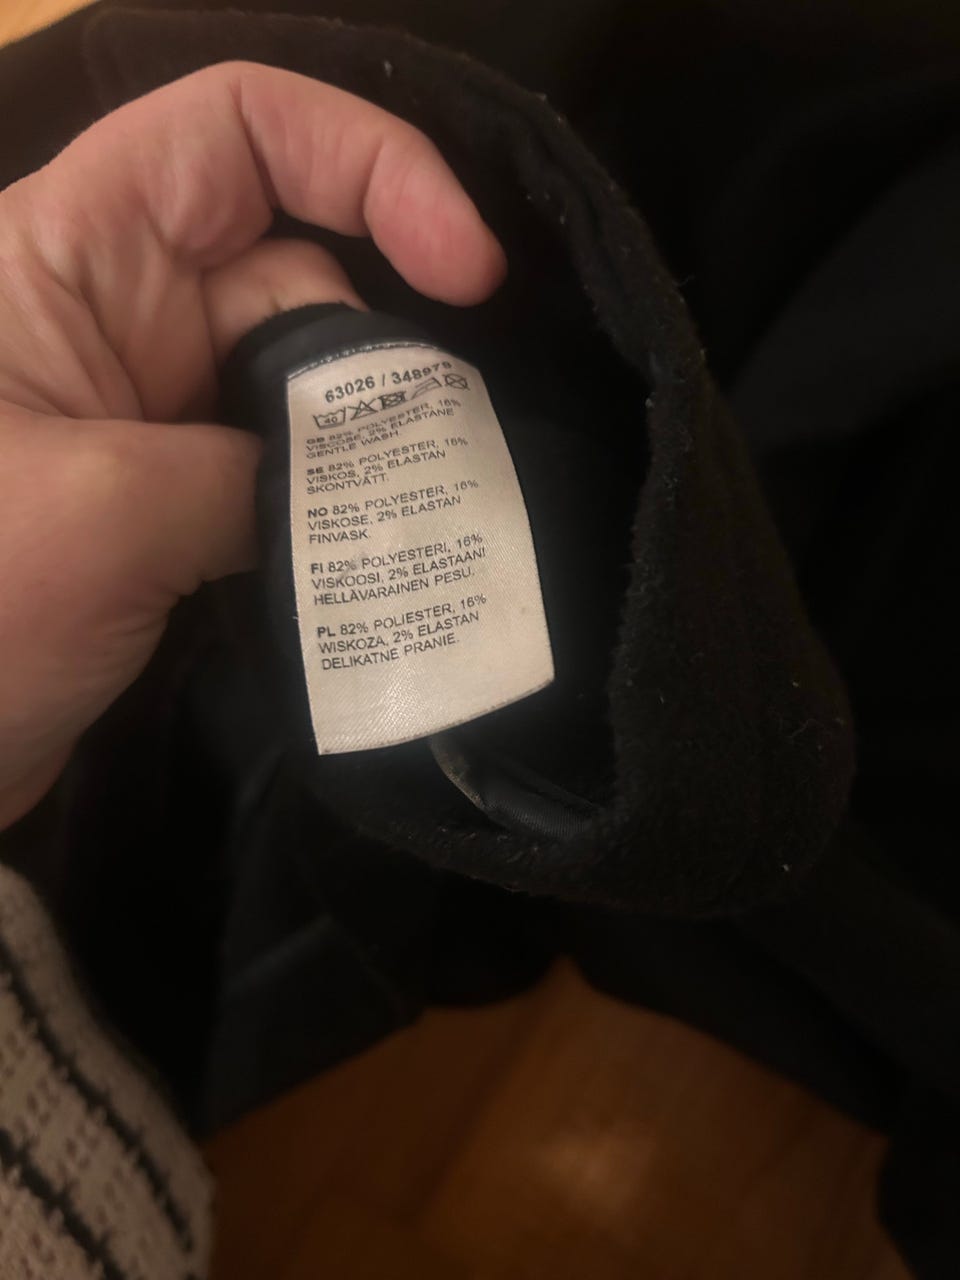 63026 / 348979
40
GB 82% POLYESTER, 16%
VISCOSE, 2% ELASTANE
GENTLE WASH.
SE 82% POLYESTER, 16%
VISKOS, 2% ELASTAN
SKONTVÄTT.
NO 82% POLYESTER, 16%
VISKOSE, 2% ELASTAN
FINVASK.
FI 82% POLYESTERI, 16%
VISKOOSI, 2% ELASTAANI
HELLÄVARAINEN PESU.
PL 82% POLIESTER, 16%
WISKOZA, 2% ELASTAN
DELIKATNE PRANIE.